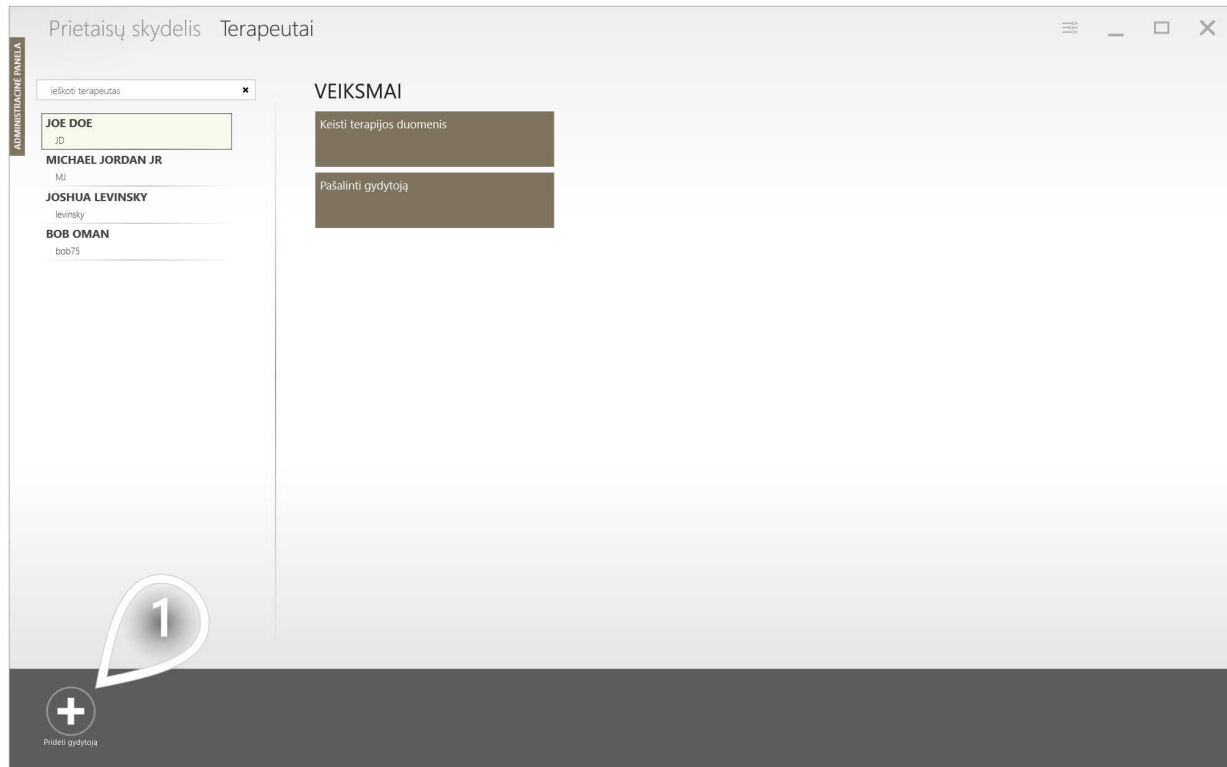 Prietaisų skydelis Terapeutai
ADMINISTRACINĖ PANELA
ieškoti terapeutas
JOE DOE
JD
MICHAEL JORDAN JR
MJ
JOSHUA LEVINSKY
levinsky
BOB OMAN
bob75
VEIKSMAI
Keisti terapijos duomenis
Pašalinti gydytoją
1
Pridėti gydytoją